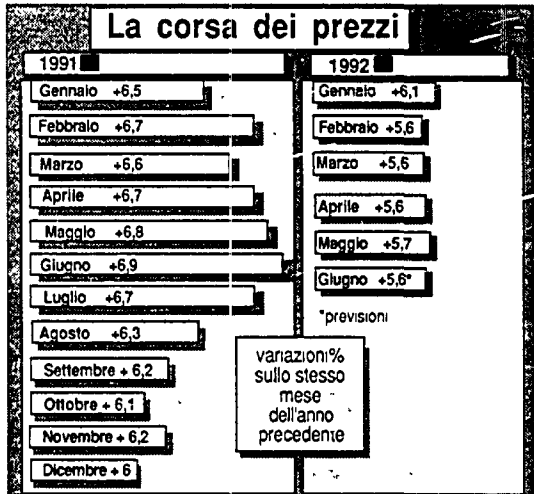 La corsa dei prezzi
1991
Gennaio +6,5
Febbraio +6,7
Marzo +6,6
Aprile +6,7
Maggio +6,8
Giugno +6,9
Luglio +6,7
Agosto +6,3
Settembre + 6,2
Ottobre + 6,1
Novembre + 6,2
Dicembre + 6
1992
Gennaio +6,1
Febbraio +5,6
Marzo +5,6
Aprile +5,6
Maggio +5,7
Giugno +5,6*
*previsioni
variazioni%
sullo stesso
mese
dell'anno
precedente